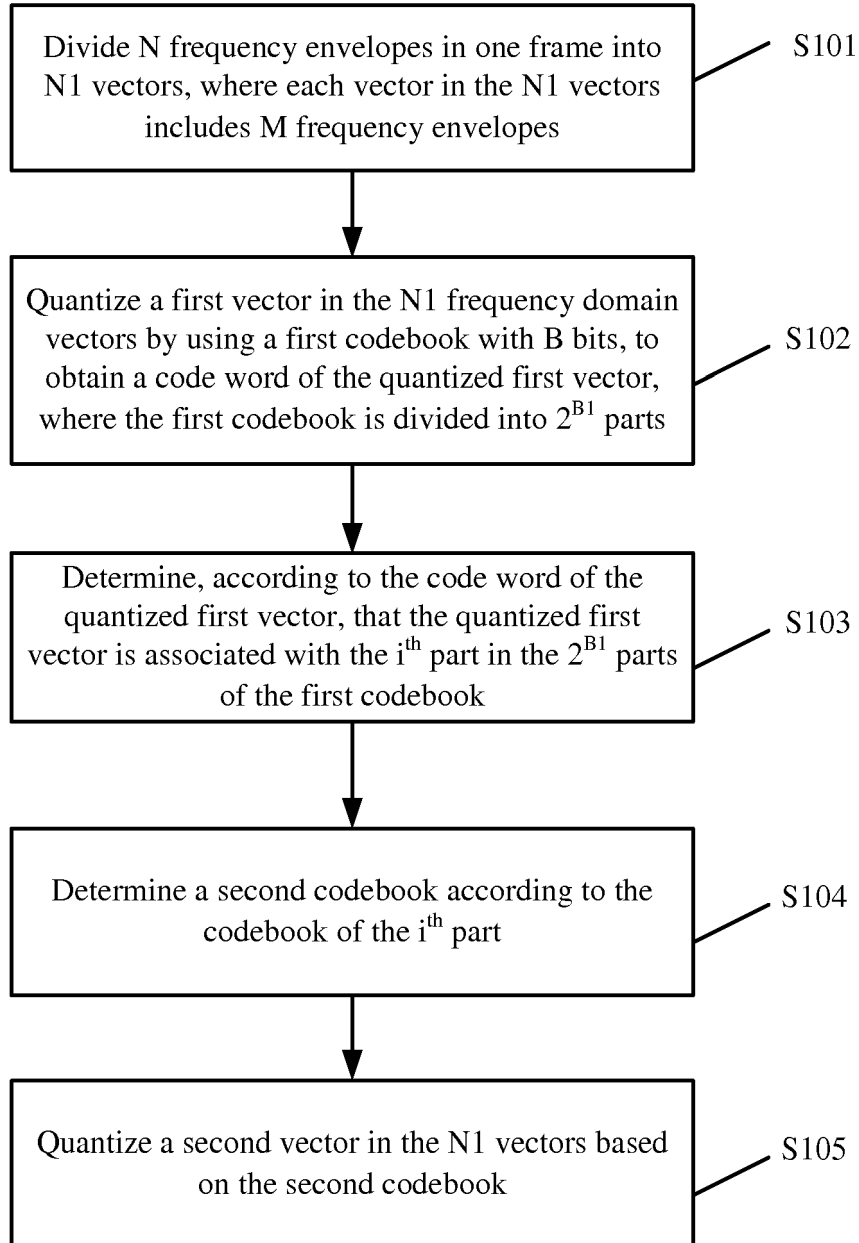 Divide N frequency envelopes in one frame into
N1 vectors, where each vector in the N1 vectors
includes M frequency envelopes
S101
Quantize a first vector in the N1 frequency domain
vectors by using a first codebook with B bits, to
obtain a code word of the quantized first vector,
where the first codebook is divided into 2^B1 parts
S102
Determine, according to the code word of the
quantized first vector, that the quantized first
vector is associated with the i^th part in the 2^B1 parts
of the first codebook
S103
Determine a second codebook according to the
codebook of the i^th part
S104
Quantize a second vector in the N1 vectors based
on the second codebook
S105